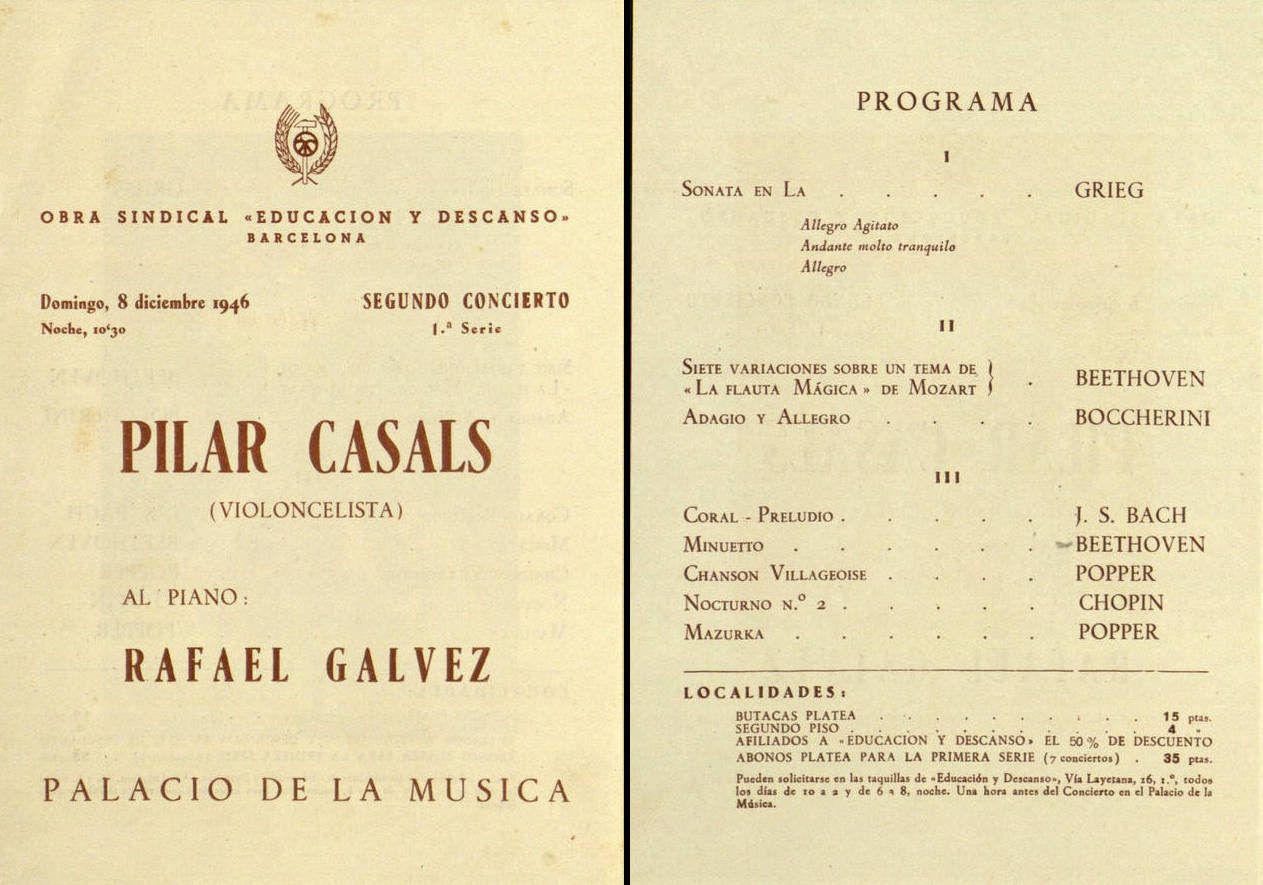 OBRA SINDICAL «EDUCACION Y DESCANSO»
BARCELONA
Domingo, 8 diciembre 1946
Noche, 10‘30
SEGUNDO CONCIERTO
1.ª Serie
PILAR CASALS
(VIOLONCELISTA)
AL PIANO:
RAFAEL GALVEZ
PALACIO DE LA MUSICA
PROGRAMA
I
SONATA EN LA . . . . . GRIEG
Allegro Agitato
Andante molto tranquilo
Allegro
II
SIETE VARIACIONES SOBRE UN TEMA DE
«LA FLAUTA MÁGICA» DE MOZART } . BEETHOVEN
ADAGIO Y ALLEGRO . . . . BOCCHERINI
III
CORAL - PRELUDIO . . . . . J. S. BACH
MINUETTO . . . . . . BEETHOVEN
CHANSON VILLAGEOISE . . . . POPPER
NOCTURNO N.º 2 . . . . . CHOPIN
MAZURKA . . . . . . POPPER
LOCALIDADES:
BUTACAS PLATEA . . . . . . . . . . 15 ptas.
SEGUNDO PISO . . . . . . . . . . 4 »
AFILIADOS A «EDUCACION Y DESCANSO» EL 50 % DE DESCUENTO
ABONOS PLATEA PARA LA PRIMERA SERIE (7 conciertos) . 35 ptas.
Pueden solicitarse en las taquillas de «Educación y Descanso», Vía Layetana, 16, 1.º, todos
los días de 10 a 2 y de 6 a 8, noche. Una hora antes del Concierto en el Palacio de la
Música.